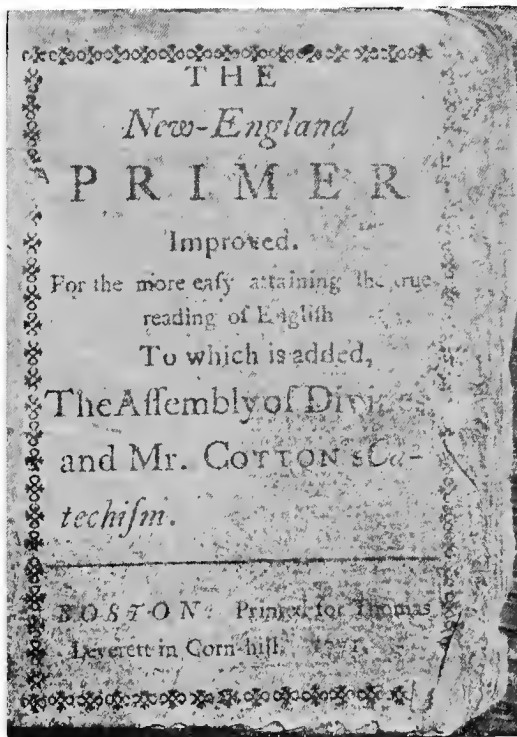 THE
New-England
PRIMER
Improved.
For the more eaſy attaining the true
reading of Engliſh
To which is added,
The Aſſembly of
and Mr. COTTON'S Ca-
techiſm.
BOSTON: Printed for Thomas
Leverett in Corn-hill.